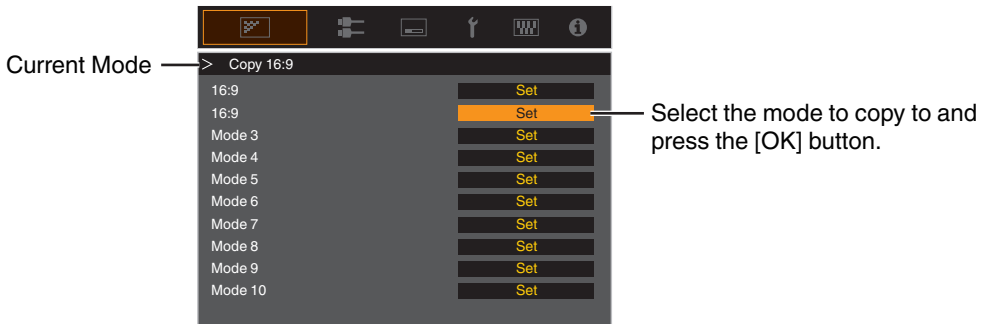 Current Mode
> Copy 16:9
16:9 Set
16:9 Set
Select the mode to copy to and
press the [OK] button.
Mode 3 Set
Mode 4 Set
Mode 5 Set
Mode 6 Set
Mode 7 Set
Mode 8 Set
Mode 9 Set
Mode 10 Set